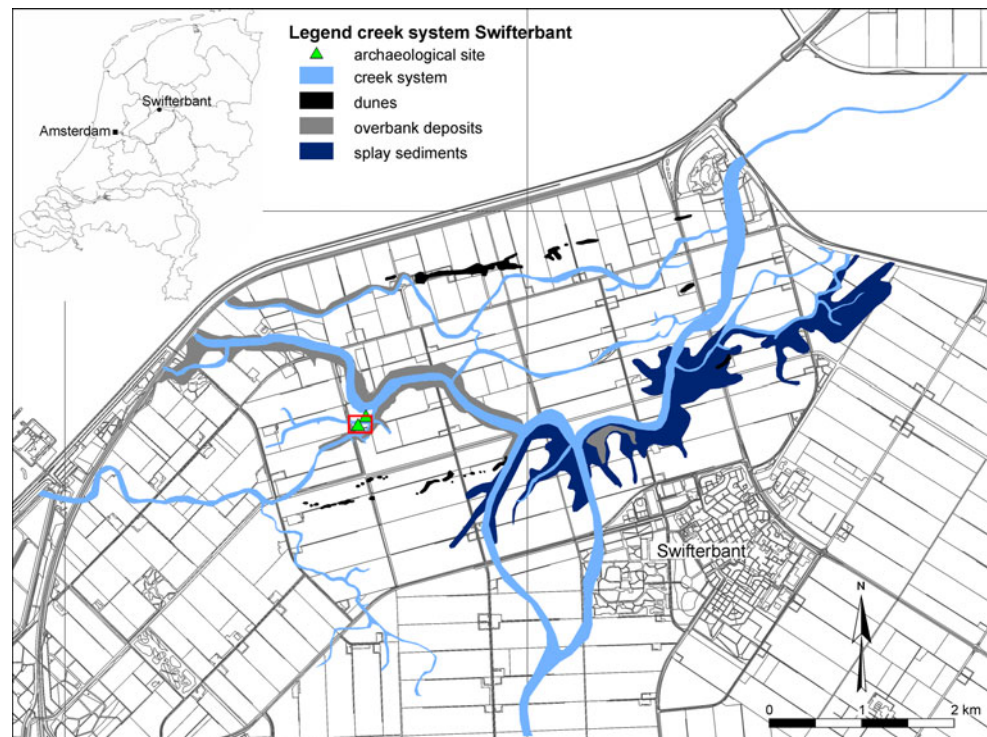 Legend creek system Swifterbant
archaeological site
creek system
dunes
overbank deposits
splay sediments
Swifterbant
Amsterdam
Swifterbant
N
0 1 2 km